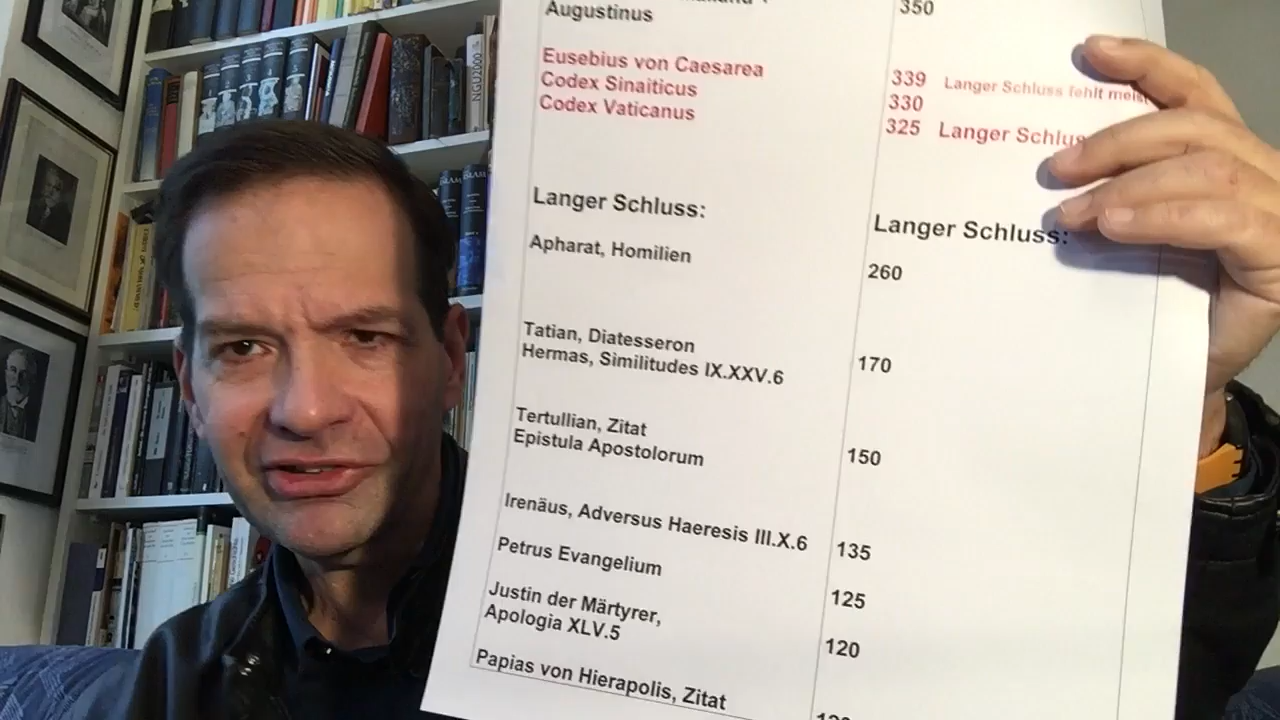 Augustinus 350
Eusebius von Caesarea 339 Langer Schluss fehlt meist
Codex Sinaiticus 330
Codex Vaticanus 325 Langer
Langer Schluss: Langer Schluss:
Apharat, Homilien 260
Tatian, Diatesseron
Hermas, Similitudes IX.XXV.6 170
Tertullian, Zitat
Epistula Apostolorum 150
Irenäus, Adversus Haeresis III.X.6 135
Petrus Evangelium 125
Justin der Märtyrer,
Apologia XLV.5 120
Papias von Hierapolis, Zitat
NGÜ2000
ISLAM